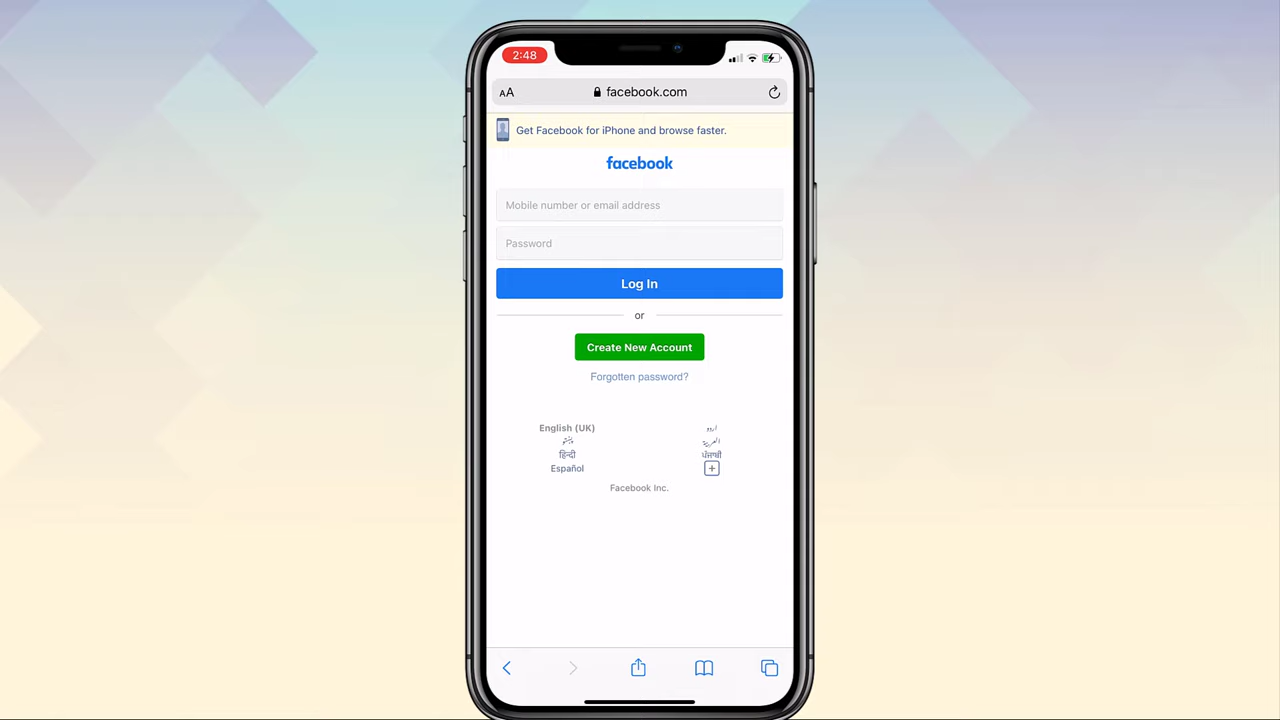 2:48
AA facebook.com
Get Facebook for iPhone and browse faster.
facebook
Mobile number or email address
Password
Log In
or
Create New Account
Forgotten password?
English (UK) اردو
پښتو العربية
हिन्दी ਪੰਜਾਬੀ
Español +
Facebook Inc.